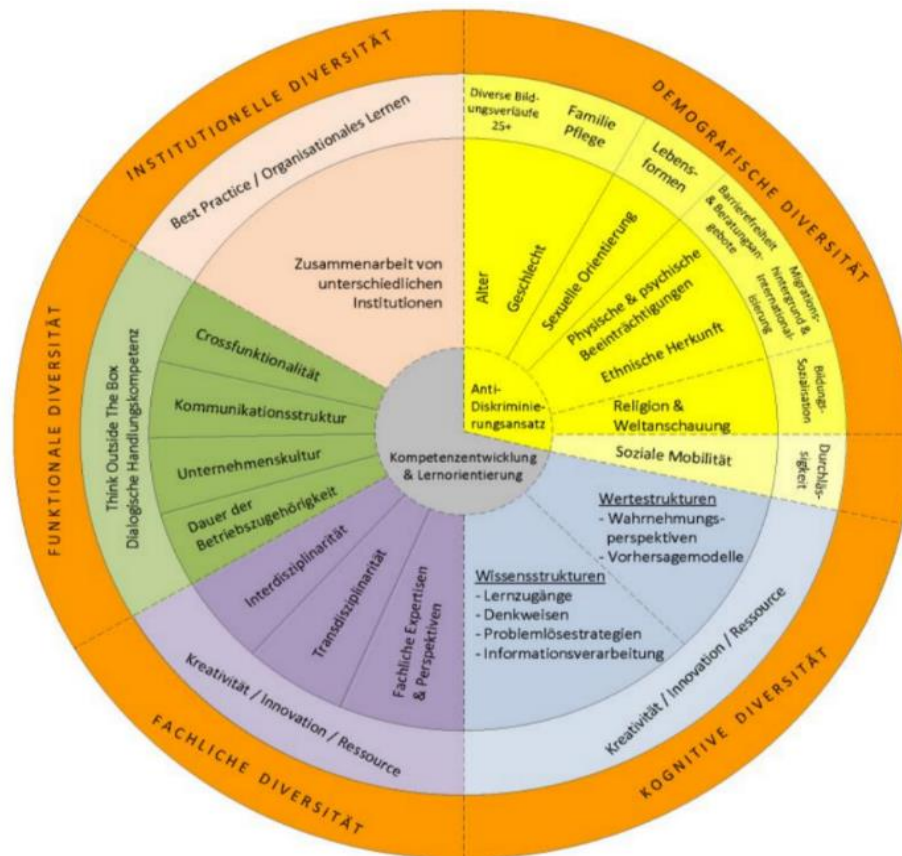 INSTITUTIONELLE DIVERSITÄT
DEMOGRAFISCHE DIVERSITÄT
KOGNITIVE DIVERSITÄT
FACHLICHE DIVERSITÄT
FUNKTIONALE DIVERSITÄT
Best Practice / Organisationales Lernen
Zusammenarbeit von
unterschiedlichen
Institutionen
Diverse Bil-
dungsverläufe
25+
Familie
Pflege
Lebens-
formen
Barrierefreiheit
& Beratungsan-
gebote
Migrations-
hintergrund &
International-
isierung
Bildungs-
Sozialisation
Durchläs-
sigkeit
Alter
Geschlecht
Sexuelle Orientierung
Physische & psychische
Beeinträchtigungen
Ethnische Herkunft
Religion &
Weltanschauung
Soziale Mobilität
Anti-
Diskriminie-
rungsansatz
Kompetenzentwicklung
& Lernorientierung
Wertestrukturen
- Wahrnehmungs-
perspektiven
- Vorhersagemodelle
Wissensstrukturen
- Lernzugänge
- Denkweisen
- Problemlösestrategien
- Informationsverarbeitung
Kreativität / Innovation / Ressource
Fachliche Expertisen
& Perspektiven
Transdisziplinarität
Interdisziplinarität
Kreativität / Innovation / Ressource
Dauer der
Betriebszugehörigkeit
Unternehmenskultur
Kommunikationsstruktur
Crossfunktionalität
Think Outside The Box
Dialogische Handlungskompetenz